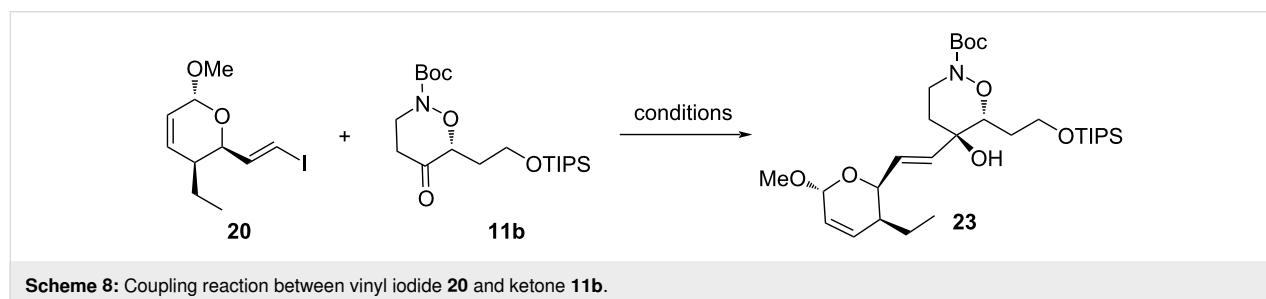 OMe
O
I
20
+
Boc
N
O
OTIPS
O
11b
conditions
Boc
N
O
OTIPS
OH
MeO
O
23
Scheme 8: Coupling reaction between vinyl iodide 20 and ketone 11b.